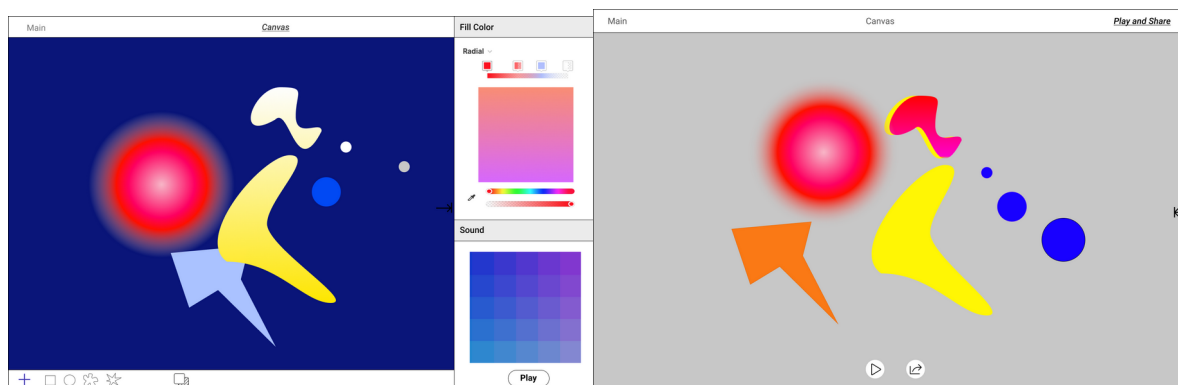 Main
Canvas
Fill Color
Radial
Sound
Play
Main
Canvas
Play and Share